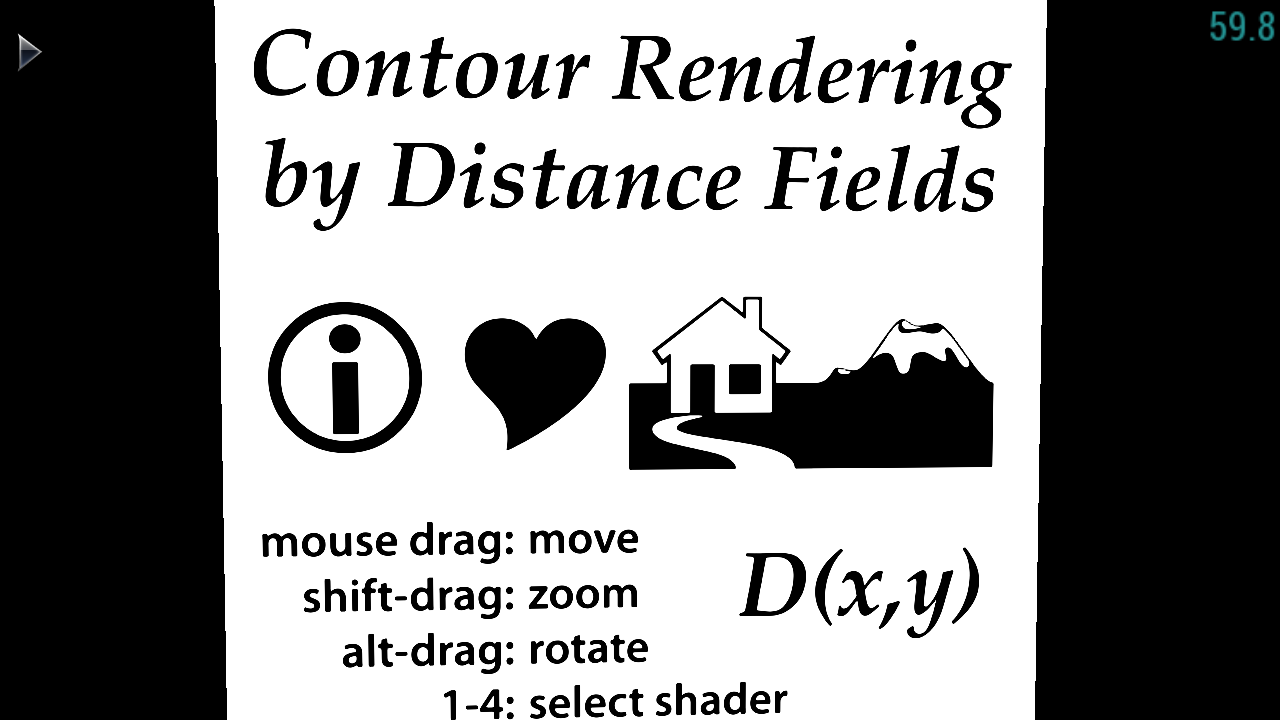 59.8
Contour Rendering
by Distance Fields
i
mouse drag: move
shift-drag: zoom
alt-drag: rotate
1-4: select shader
D(x,y)